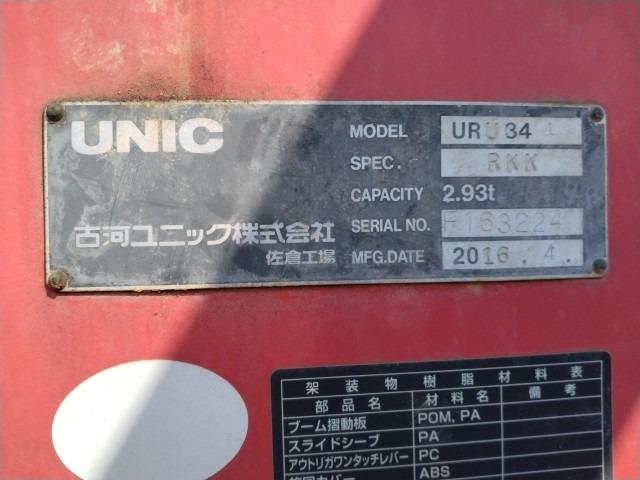 UNIC
MODEL URU344
SPEC. RKK
CAPACITY 2.93t
SERIAL NO. F163224
MFG.DATE 2016.4.
古河ユニック株式会社
佐倉工場
架装物樹脂材料表
部品名 材料名 備考
ブーム摺動板 POM, PA
スライドシーブ PA
アウトリガワンタッチレバー PC
ABS